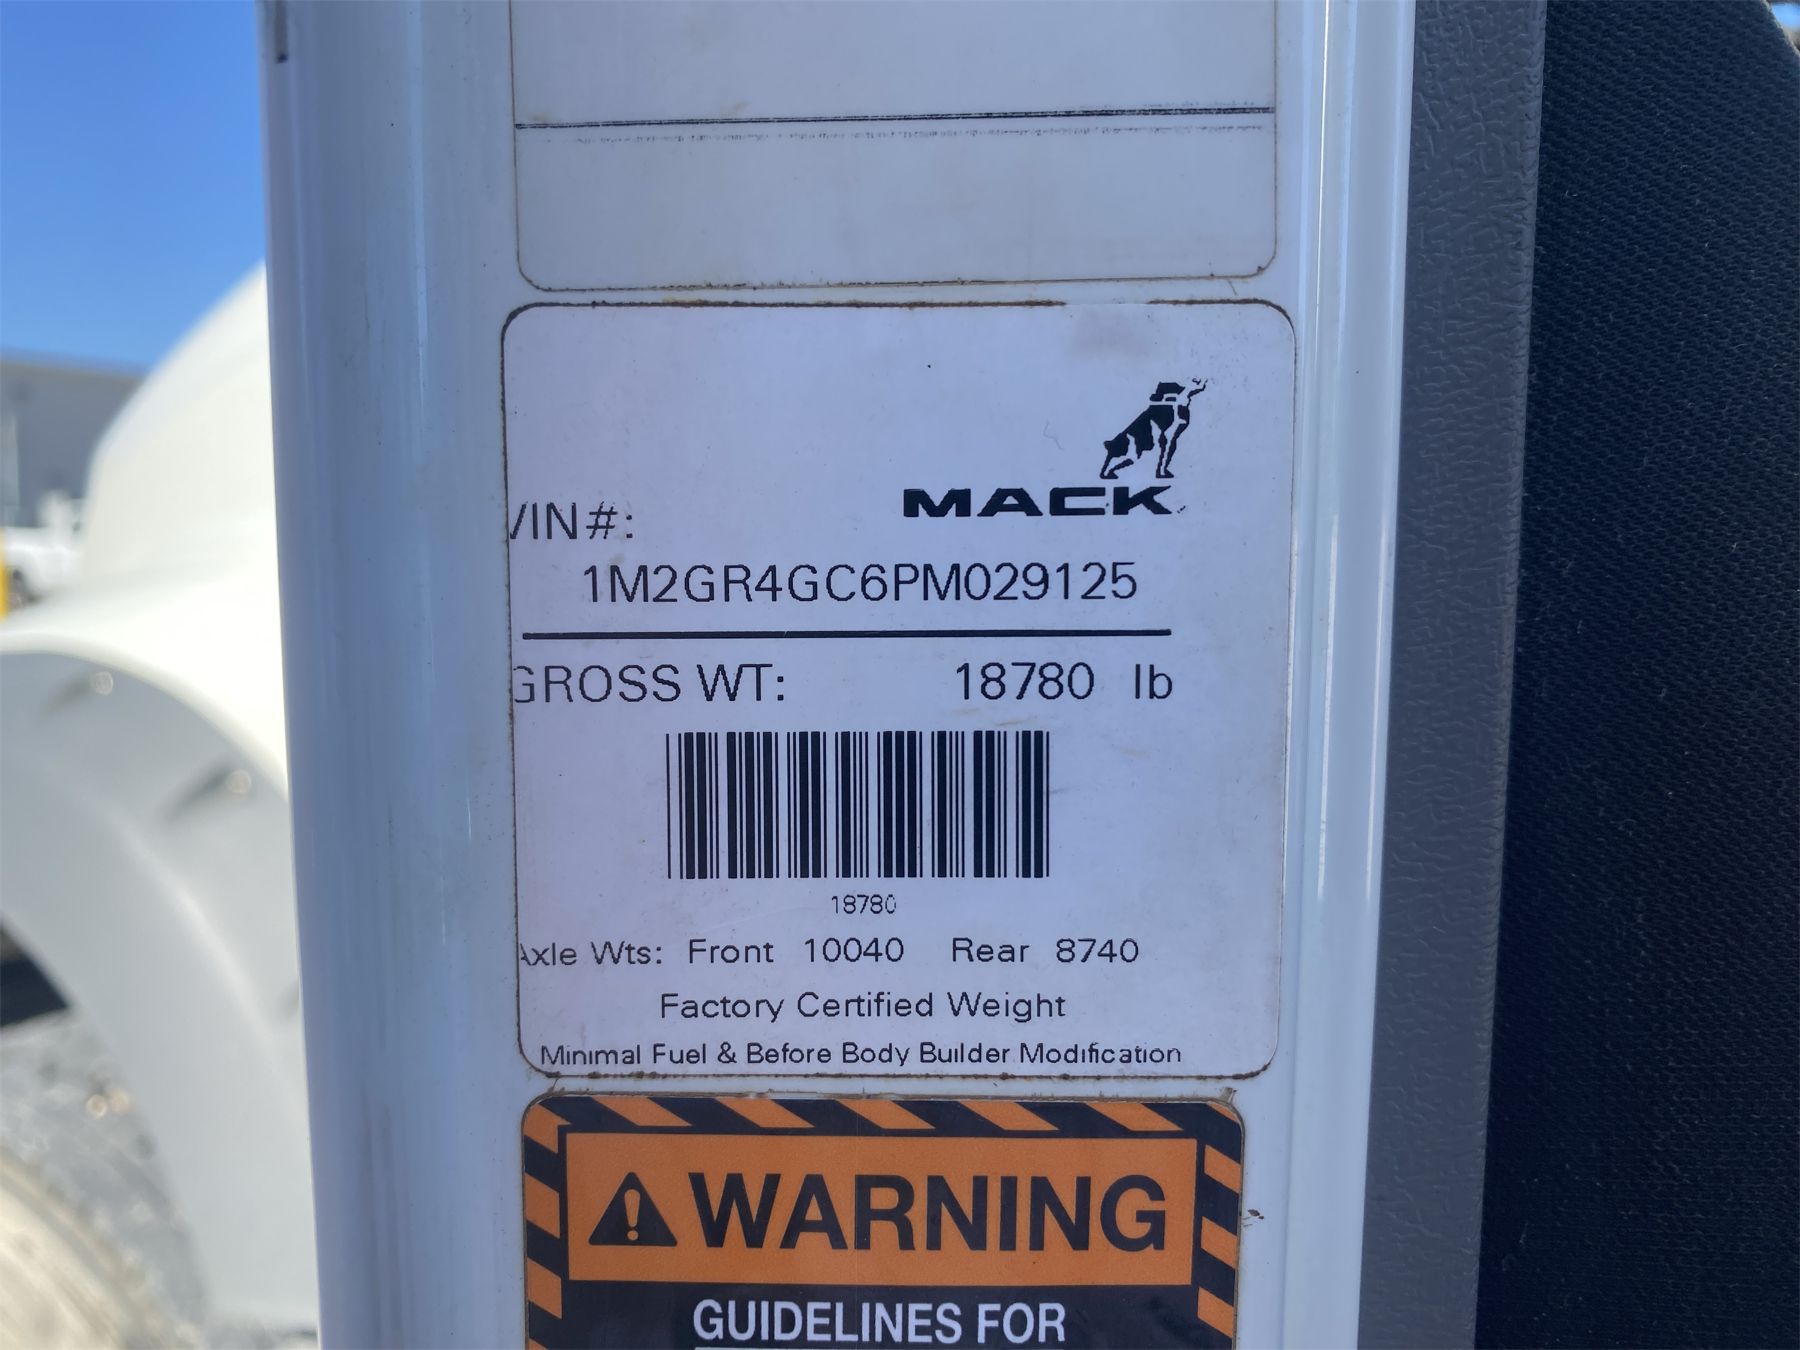 MACK
VIN#:
1M2GR4GC6PM029125
GROSS WT: 18780 lb
18780
Axle Wts: Front 10040 Rear 8740
Factory Certified Weight
Minimal Fuel & Before Body Builder Modification
WARNING
GUIDELINES FOR